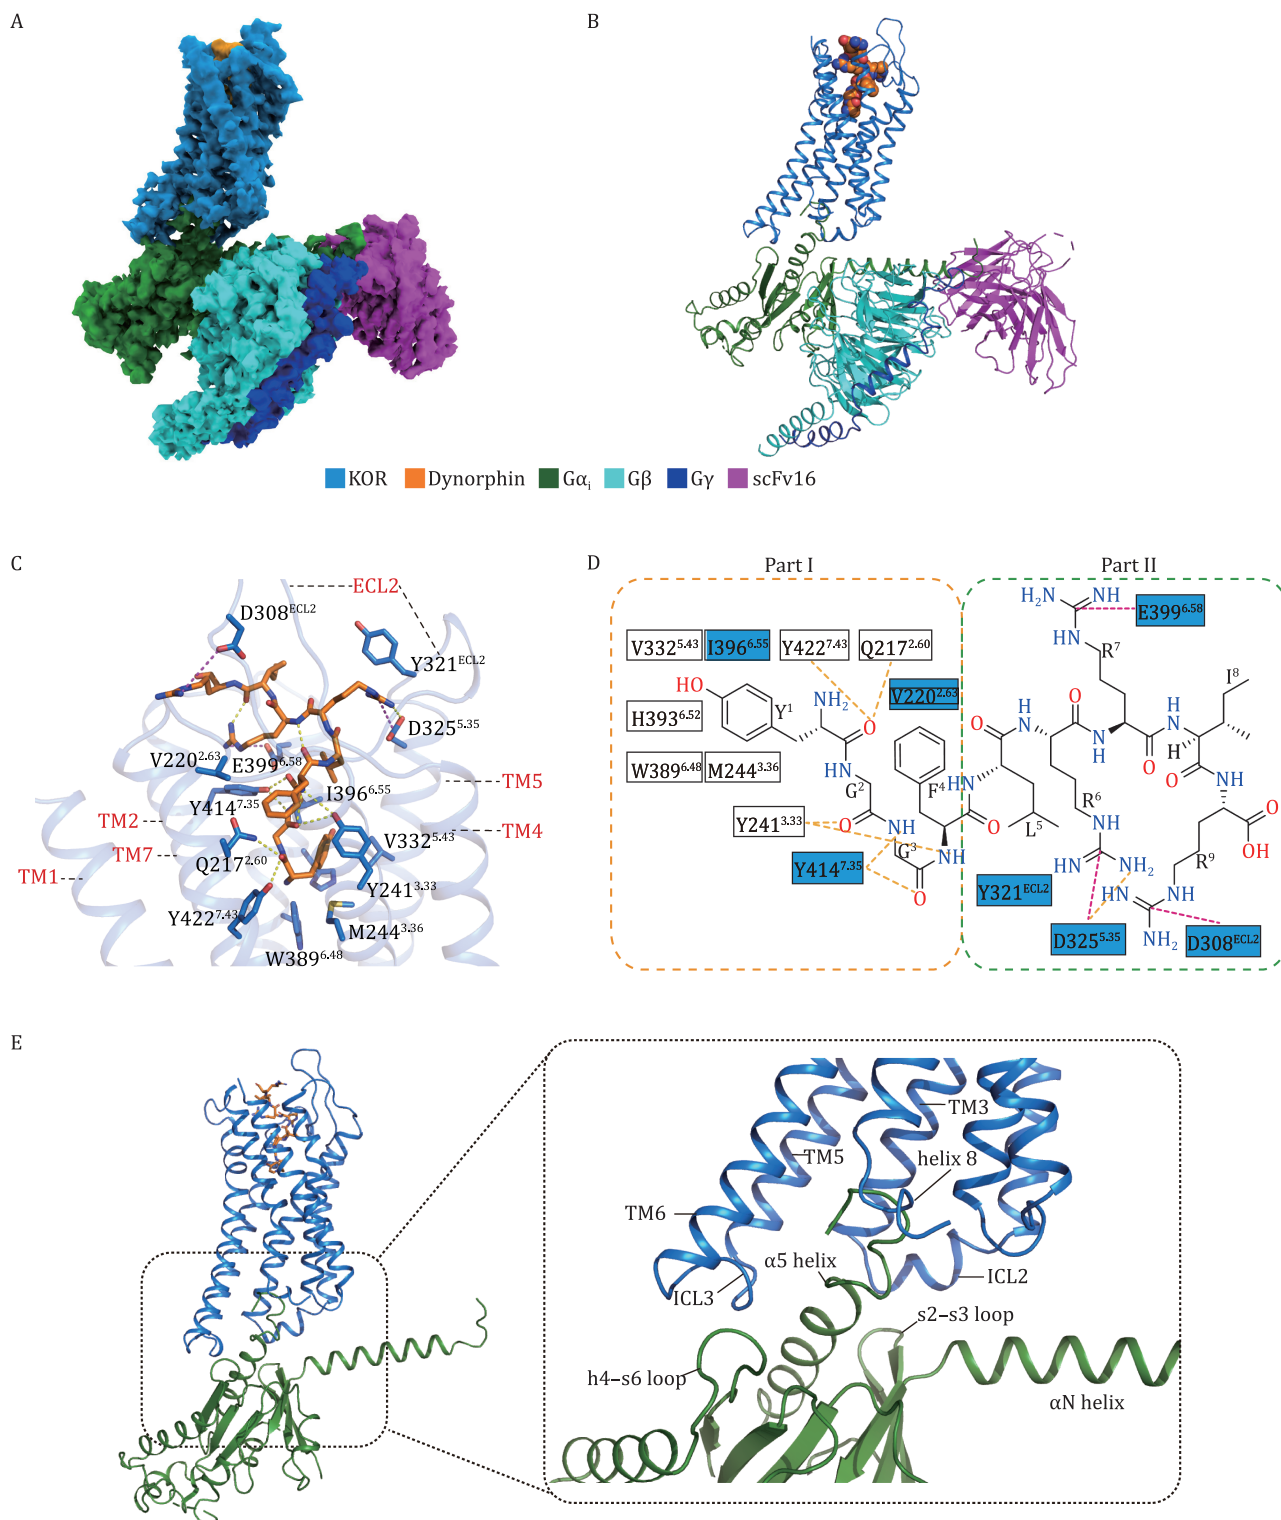 A
B
KOR Dynorphin Gαi Gβ Gγ scFv16
C
ECL2
D308ECL2
Y321ECL2
D3255.35
V2202.63
E3996.58
TM5
I3966.55
Y4147.35
TM2
TM4
V3325.43
TM7
Q2172.60
TM1
Y2413.33
Y4227.43
M2443.36
W3896.48
D
Part I
Part II
H2N NH
E3996.58
NH
R7
V3325.43 I3966.55 Y4227.43 Q2172.60
I8
HO
V2202.63
Y1
NH2
H3936.52
O
O
H
N
O
H
N
N
H
H
O
O
NH
W3896.48 M2443.36
F4
NH
G2
NH
O
R6
O
OH
L5
Y2413.33
O
NH
NH
R9
G3
NH
Y4147.35
O
HN
NH2
Y321ECL2
HN
NH
NH2
D3255.35
D308ECL2
E
TM3
TM5
helix 8
TM6
α5 helix
ICL2
ICL3
s2–s3 loop
h4–s6 loop
αN helix